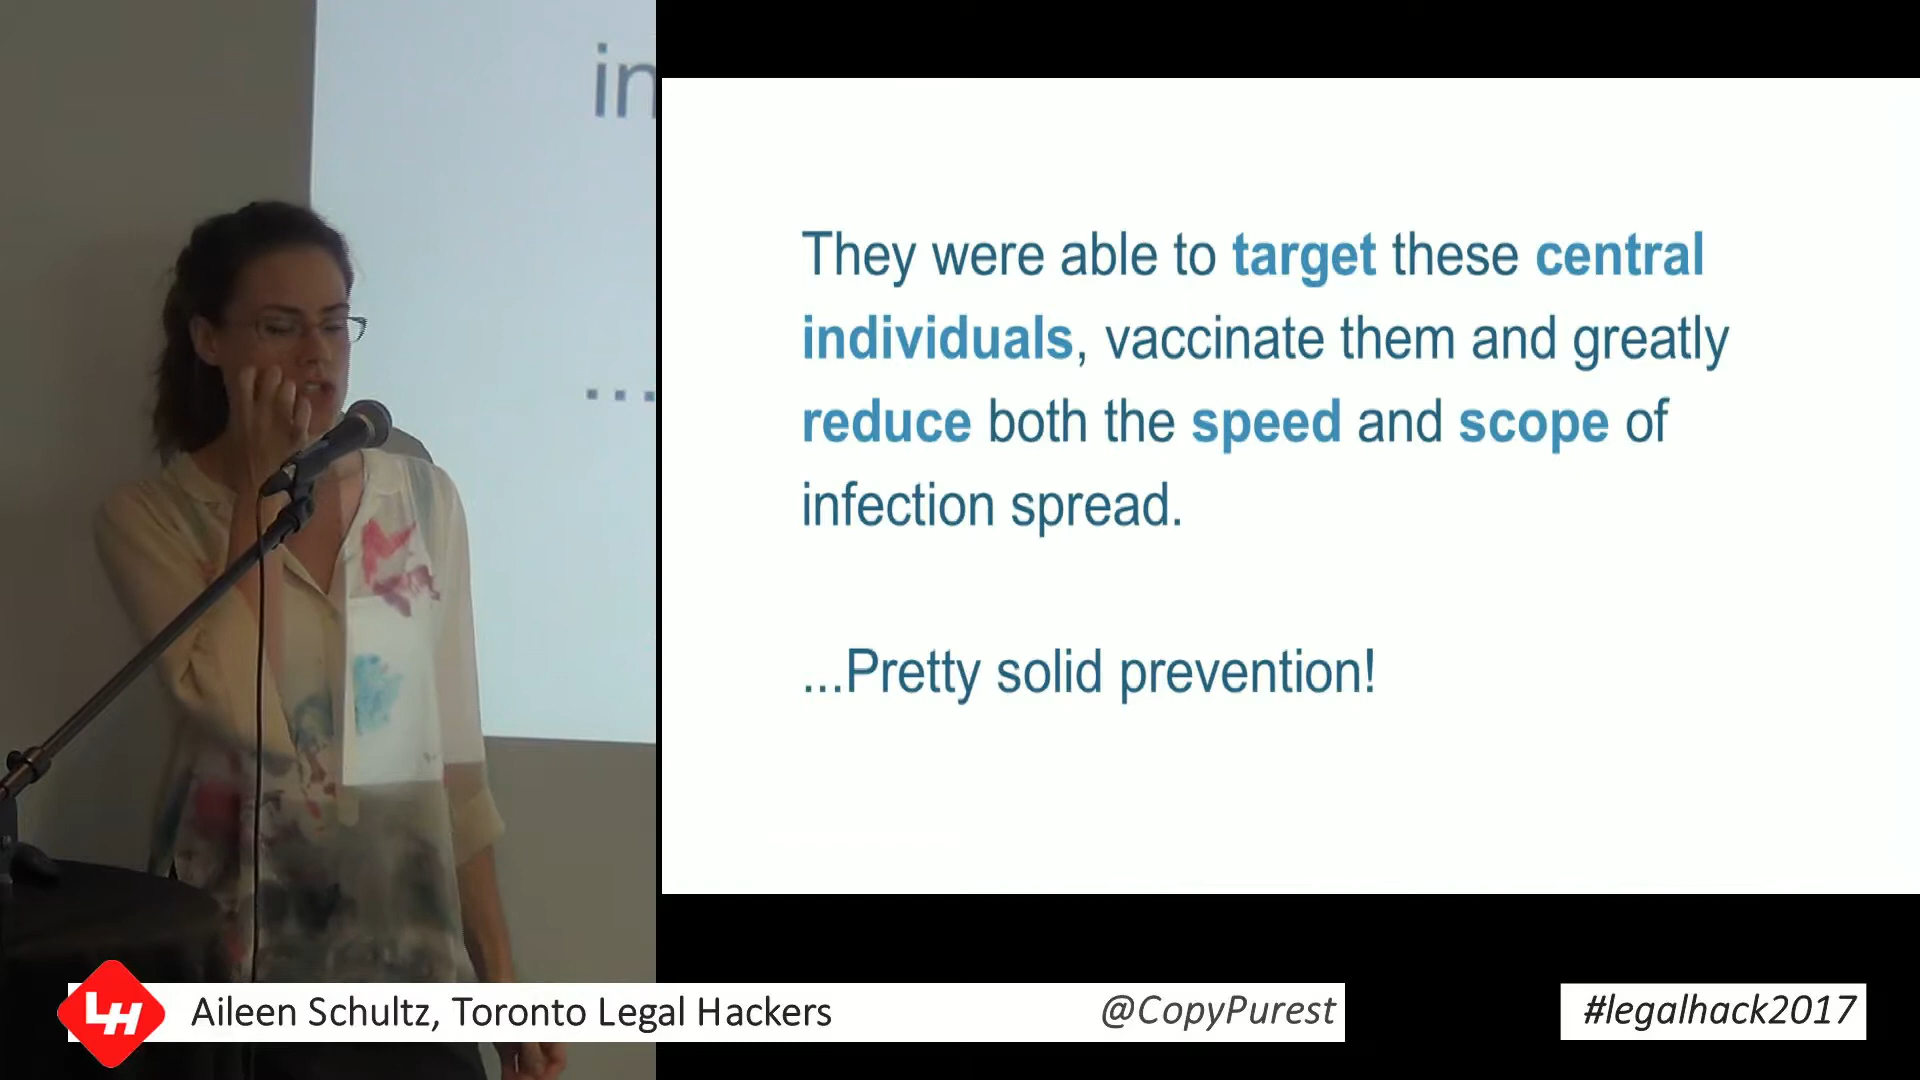 in
...
They were able to target these central
individuals, vaccinate them and greatly
reduce both the speed and scope of
infection spread.
...Pretty solid prevention!
LH
Aileen Schultz, Toronto Legal Hackers
@CopyPurest
#legalhack2017